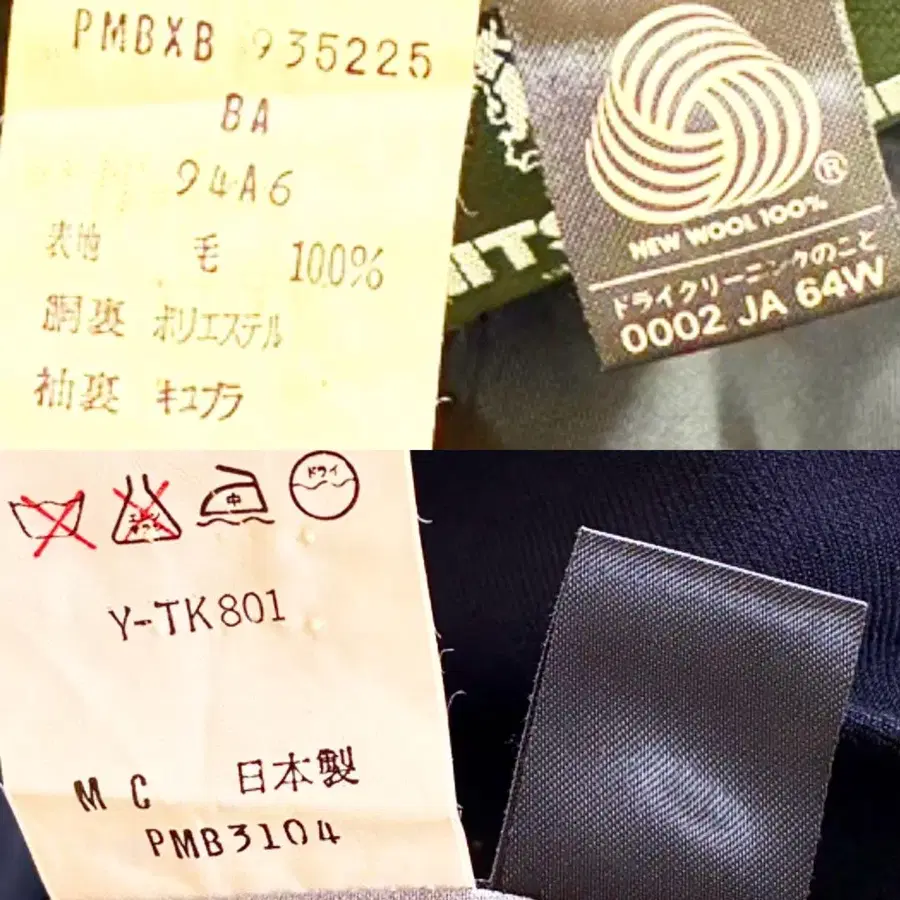 PMBXB 935225
BA
94A6
表地 毛 100%
胴裏 ポリエステル
袖裏 キュプラ
MITS
®
NEW WOOL 100%
ドライクリーニングのこと
0002 JA 64W
中
ドライ
Y-TK801
M C 日本製
PMB3104